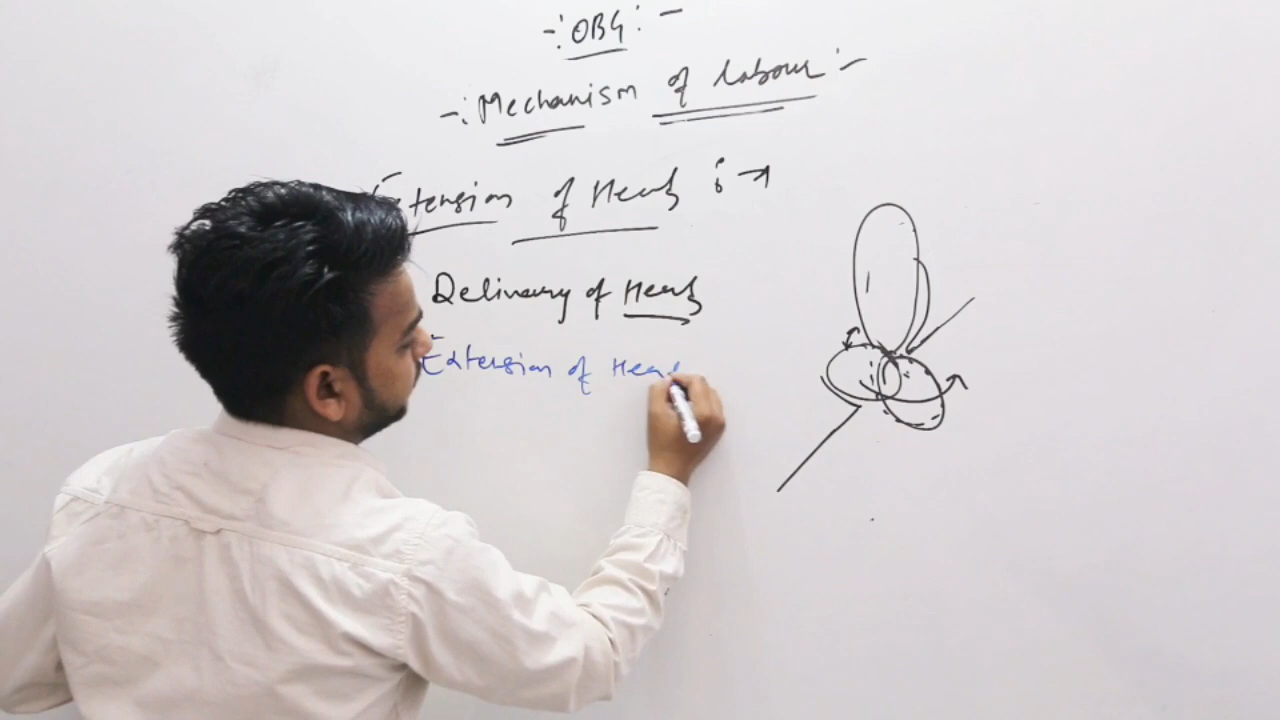 -: OBG :-
-: Mechanism of labour :-
Extension of Head :→
Delivery of Head
Extension of Head